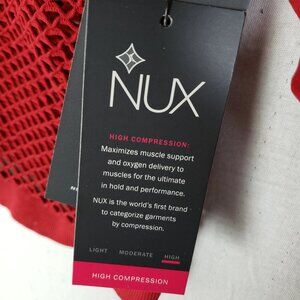 NUX
HIGH COMPRESSION:
Maximizes muscle support
and oxygen delivery to
muscles for the ultimate
in hold and performance.
NUX is the world's first brand
to categorize garments
by compression.
LIGHT MODERATE HIGH
HIGH COMPRESSION